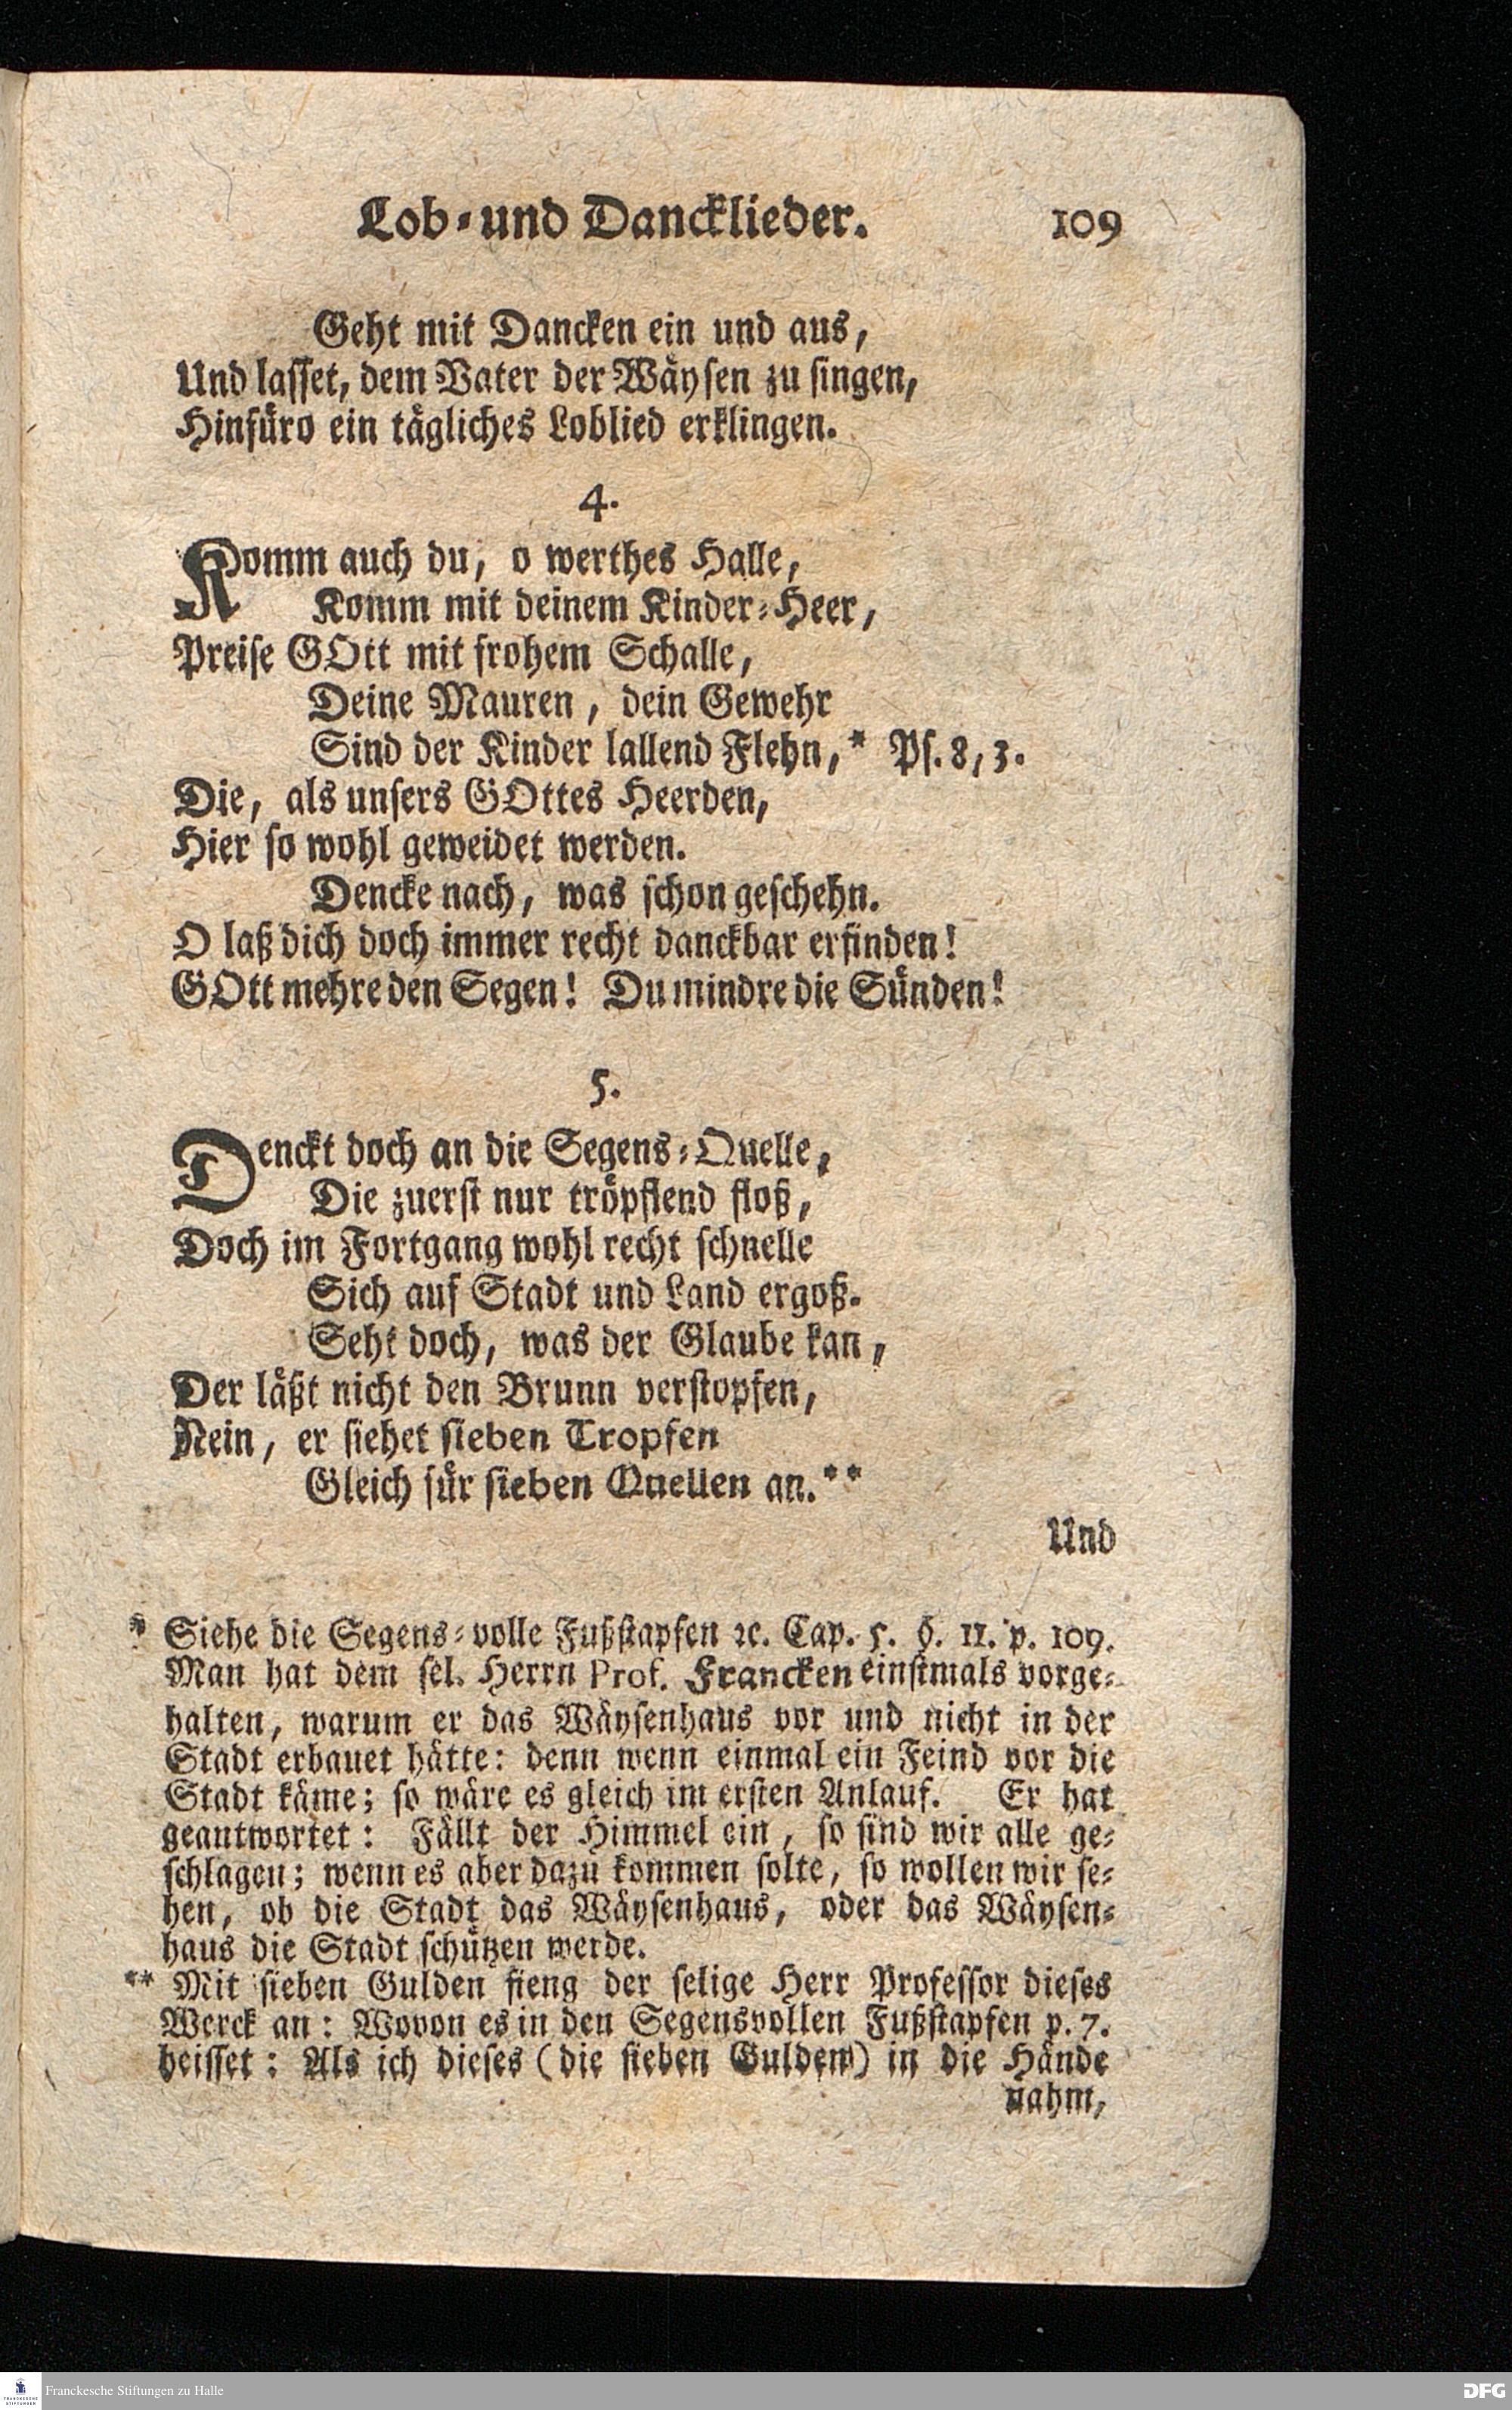 Lob-und Dancklieder. 109
Geht mit Dancken ein und aus,
Und lasset, dem Vater der Wäysen zu singen,
Hinfüro ein tägliches Loblied erklingen.
4.
Komm auch du, o werthes Halle,
Komm mit deinem Kinder-Heer,
Preise GOtt mit frohem Schalle,
Deine Mauren, dein Gewehr
Sind der Kinder lallend Flehn,* Ps. 8, 3.
Die, als unsers GOttes Heerden,
Hier so wohl geweidet werden.
Dencke nach, was schon geschehn.
O laß dich doch immer recht danckbar erfinden!
GOtt mehre den Segen! Du mindre die Sünden!
5.
Denckt doch an die Segens-Quelle,
Die zuerst nur tröpflend floß,
Doch im Fortgang wohl recht schnelle
Sich auf Stadt und Land ergoß.
Seht doch, was der Glaube kan,
Der läßt nicht den Brunn verstopfen,
Nein, er siehet sieben Tropfen
Gleich für sieben Quellen an.**
Und
* Siehe die Segens-volle Fußstapfen ꝛc. Cap. 5. §. 11. p. 109.
Man hat dem sel. Herrn Prof. Francken einstmals vorge-
halten, warum er das Wäysenhaus vor und nicht in der
Stadt erbauet hätte: denn wenn einmal ein Feind vor die
Stadt käme; so wäre es gleich im ersten Anlauf. Er hat
geantwortet: Fällt der Himmel ein, so sind wir alle ge-
schlagen; wenn es aber dazu kommen solte, so wollen wir se-
hen, ob die Stadt das Wäysenhaus, oder das Wäysen-
haus die Stadt schützen werde.
** Mit sieben Gulden fieng der selige Herr Professor dieses
Werck an: Wovon es in den Segensvollen Fußstapfen p. 7.
heisset: Als ich dieses (die sieben Gulden) in die Hände
nahm,
Franckesche Stiftungen zu Halle
DFG